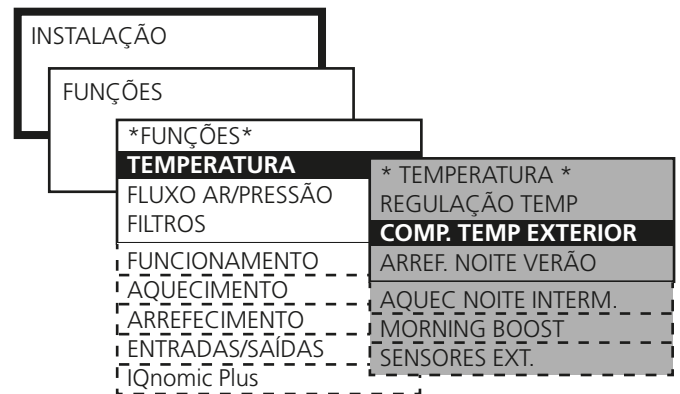 INSTALAÇÃO
FUNÇÕES
*FUNÇÕES*
TEMPERATURA
FLUXO AR/PRESSÃO
FILTROS
FUNCIONAMENTO
AQUECIMENTO
ARREFECIMENTO
ENTRADAS/SAÍDAS
IQnomic Plus
* TEMPERATURA *
REGULAÇÃO TEMP
COMP. TEMP EXTERIOR
ARREF. NOITE VERÃO
AQUEC NOITE INTERM.
MORNING BOOST
SENSORES EXT.